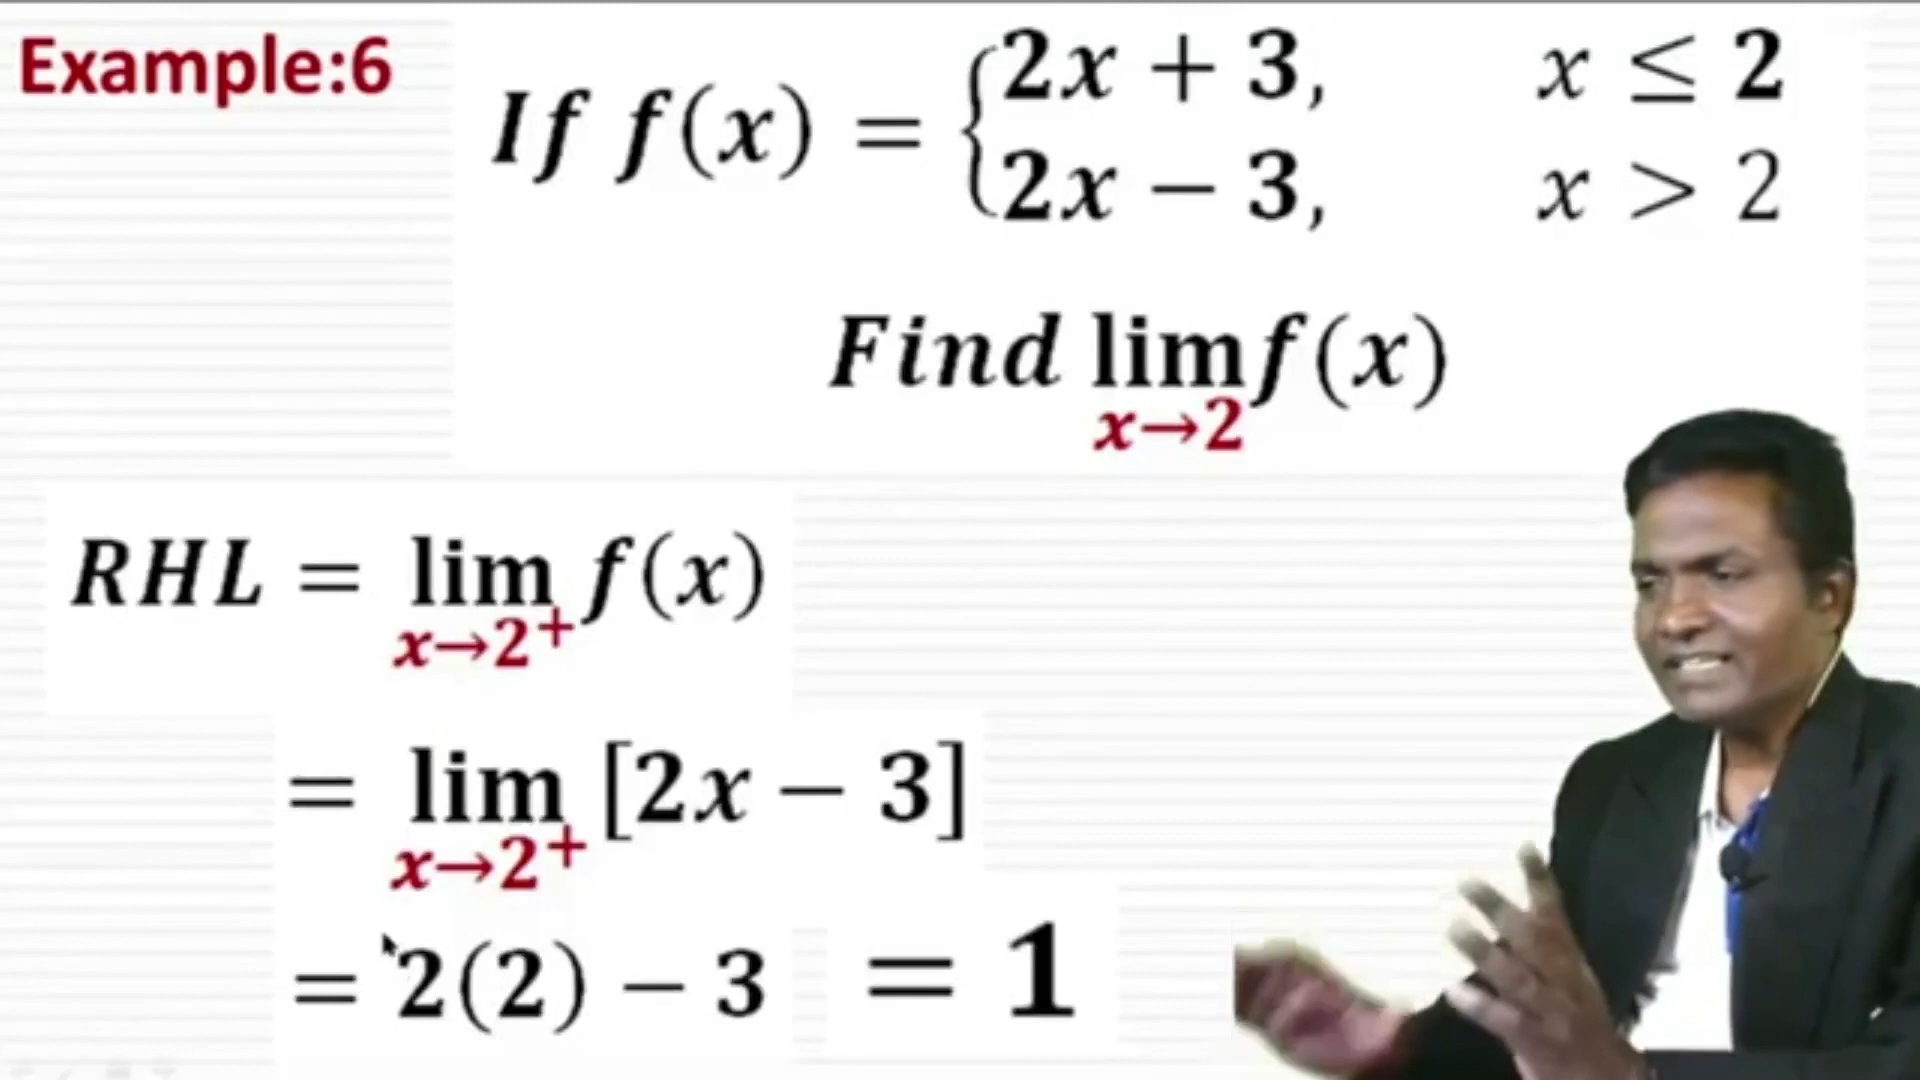 Example:6
If f(x) = {2x + 3, x ≤ 2
2x − 3, x > 2
Find lim f(x)
x→2
RHL = lim f(x)
x→2⁺
= lim [2x − 3]
x→2⁺
= 2(2) − 3 = 1